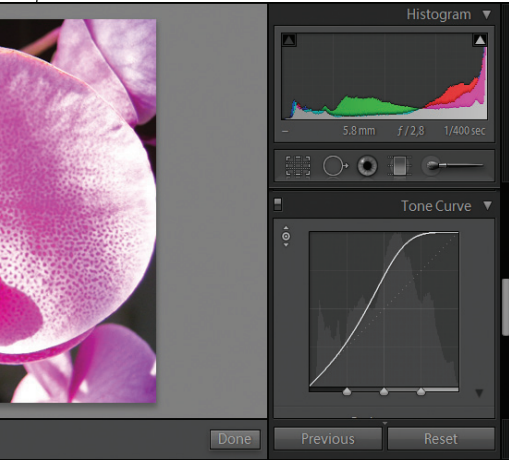 Histogram
– 5.8 mm ƒ / 2,8 1/400 sec
Tone Curve
Done
Previous
Reset